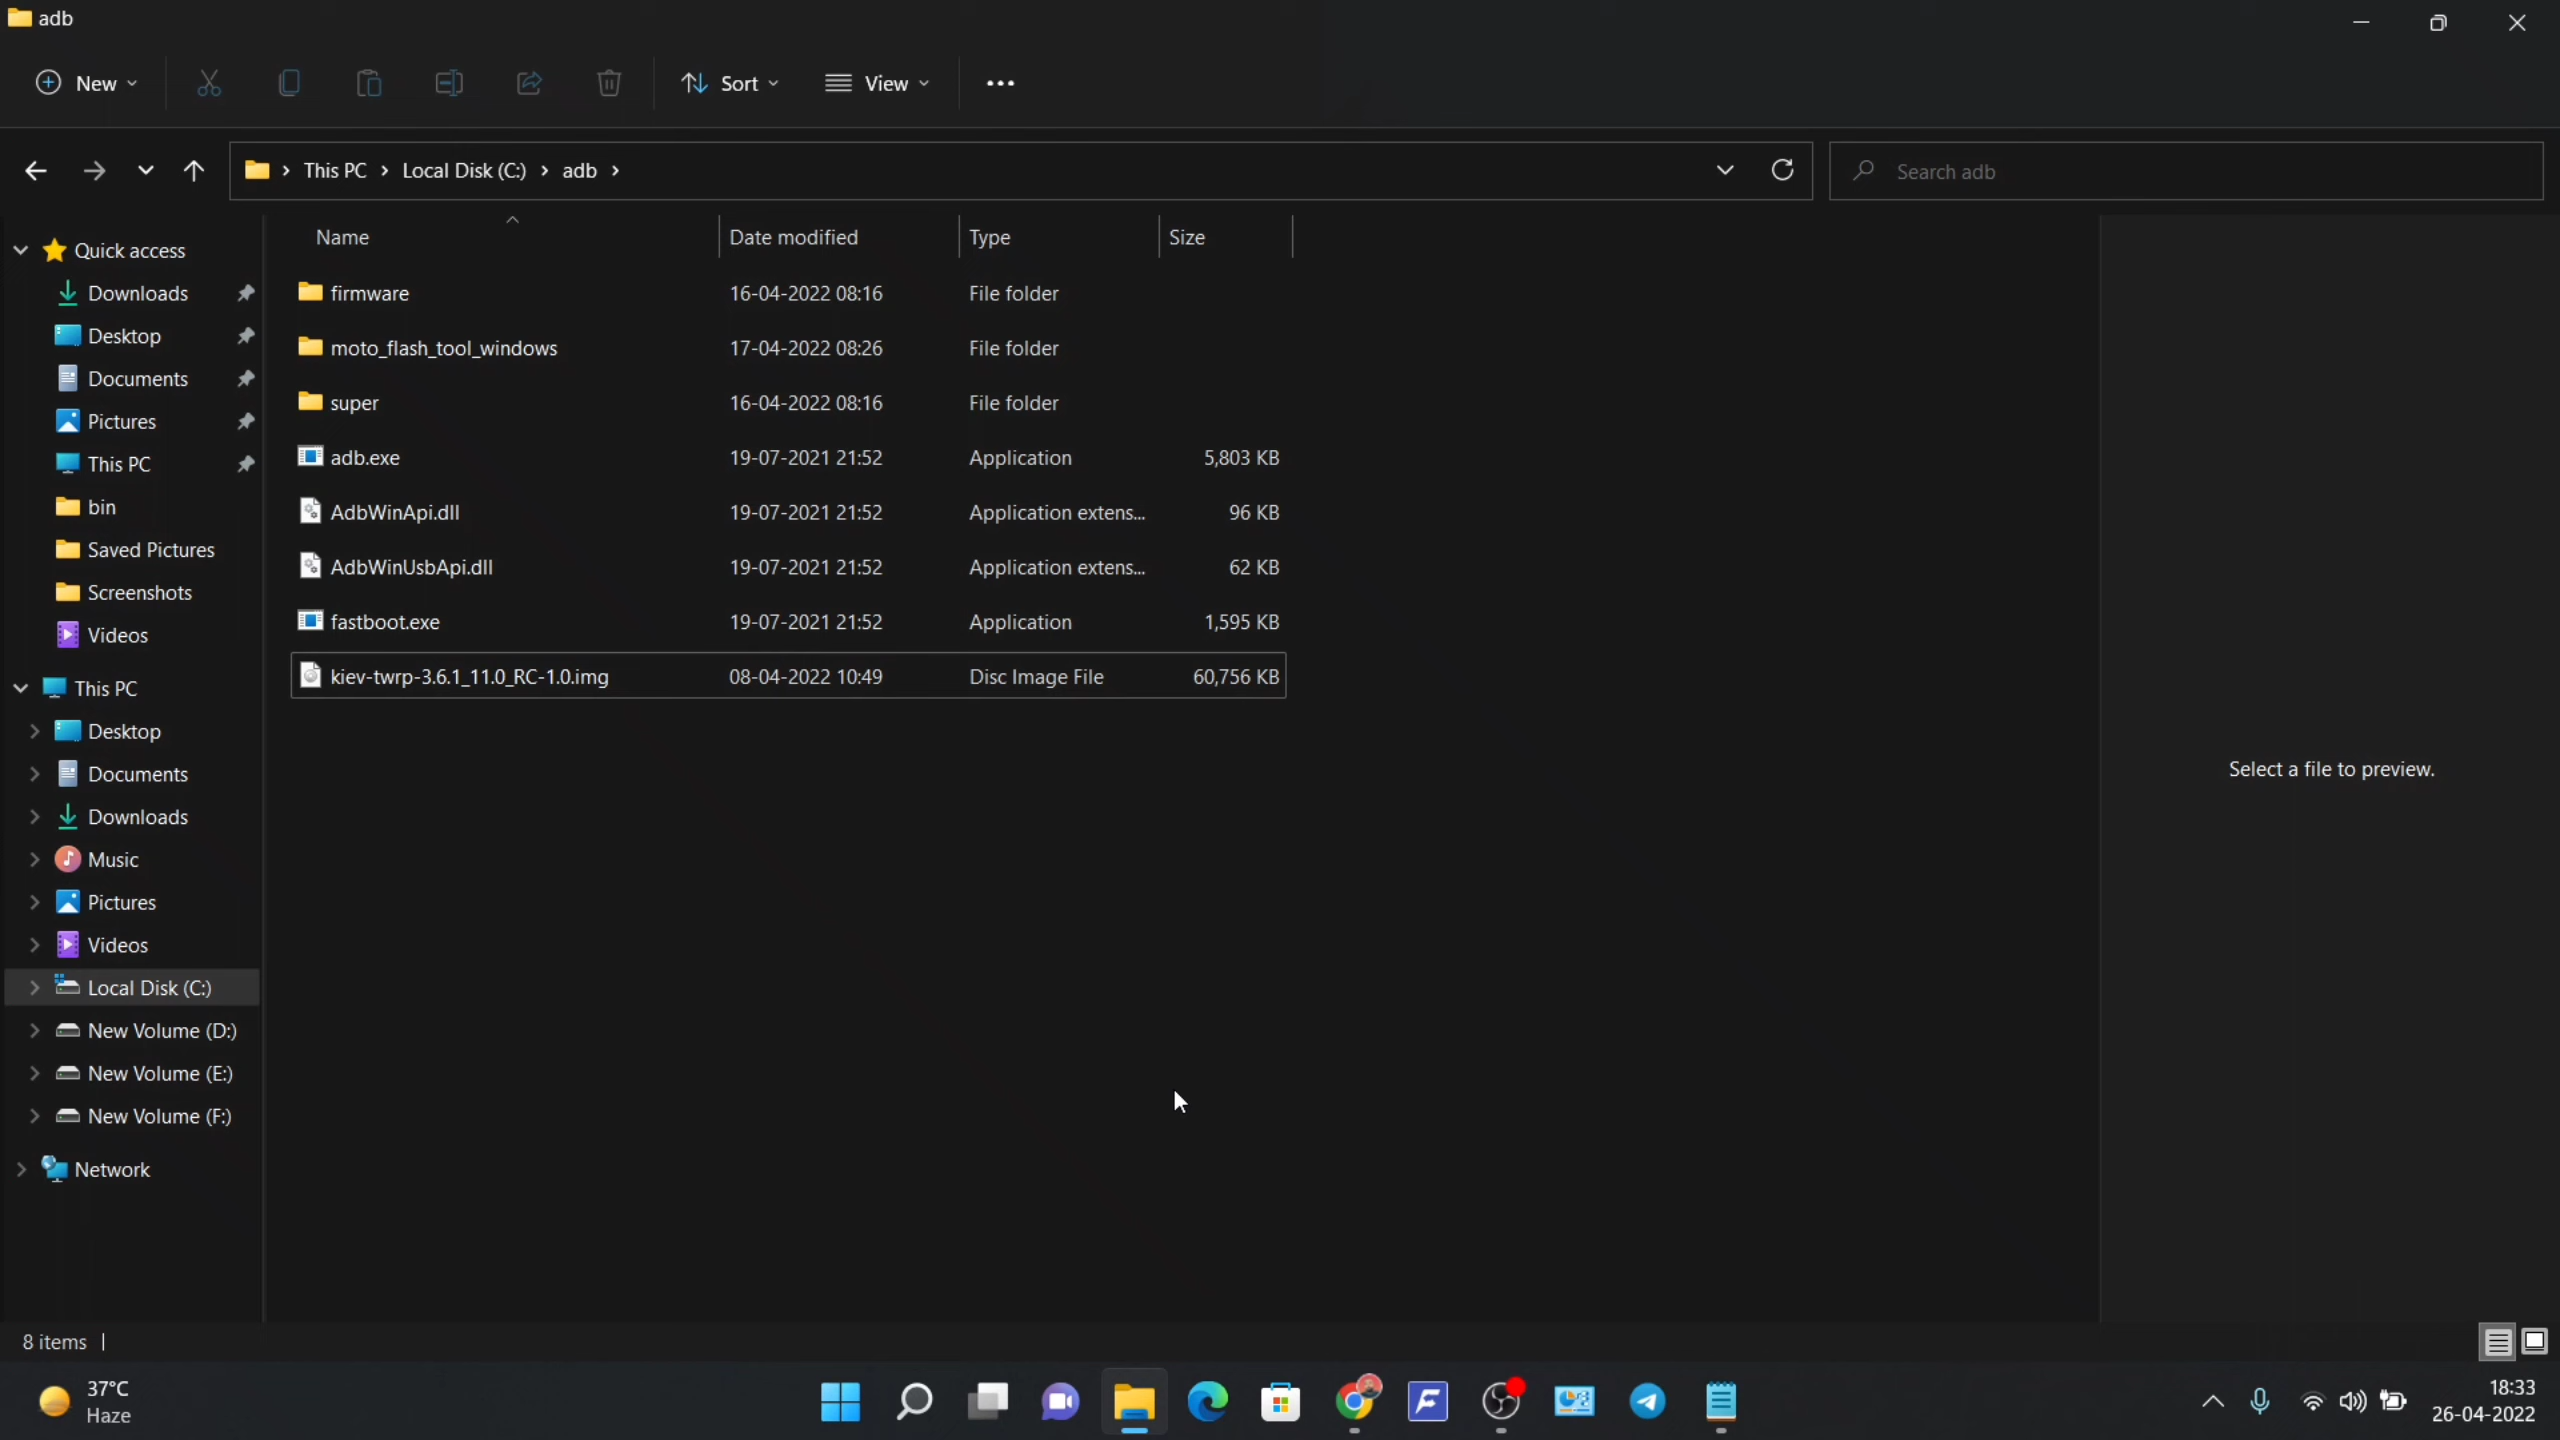 adb
New
Sort
View
This PC
Local Disk (C:)
adb
Search adb
Name
Date modified
Type
Size
Quick access
Downloads
Desktop
Documents
Pictures
This PC
bin
Saved Pictures
Screenshots
Videos
This PC
Desktop
Documents
Downloads
Music
Pictures
Videos
Local Disk (C:)
New Volume (D:)
New Volume (E:)
New Volume (F:)
Network
firmware 16-04-2022 08:16 File folder
moto_flash_tool_windows 17-04-2022 08:26 File folder
super 16-04-2022 08:16 File folder
adb.exe 19-07-2021 21:52 Application 5,803 KB
AdbWinApi.dll 19-07-2021 21:52 Application extens... 96 KB
AdbWinUsbApi.dll 19-07-2021 21:52 Application extens... 62 KB
fastboot.exe 19-07-2021 21:52 Application 1,595 KB
kiev-twrp-3.6.1_11.0_RC-1.0.img 08-04-2022 10:49 Disc Image File 60,756 KB
Select a file to preview.
8 items
37°C
Haze
18:33
26-04-2022